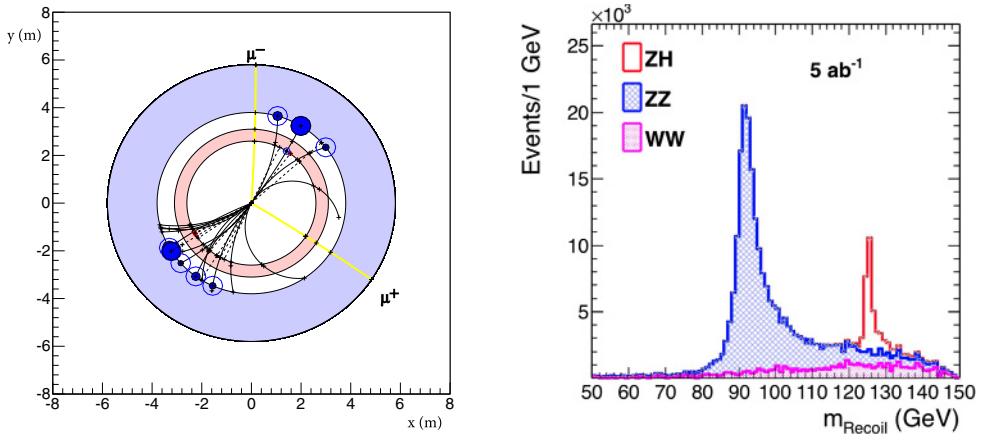 y (m)
8
6
4
2
0
-2
-4
-6
-8
μ⁻
μ⁺
-8 -6 -4 -2 0 2 4 6 8
x (m)
×10³
Events/1 GeV
25
20
15
10
5
ZH
ZZ
WW
5 ab⁻¹
50 60 70 80 90 100 110 120 130 140 150
mRecoil (GeV)